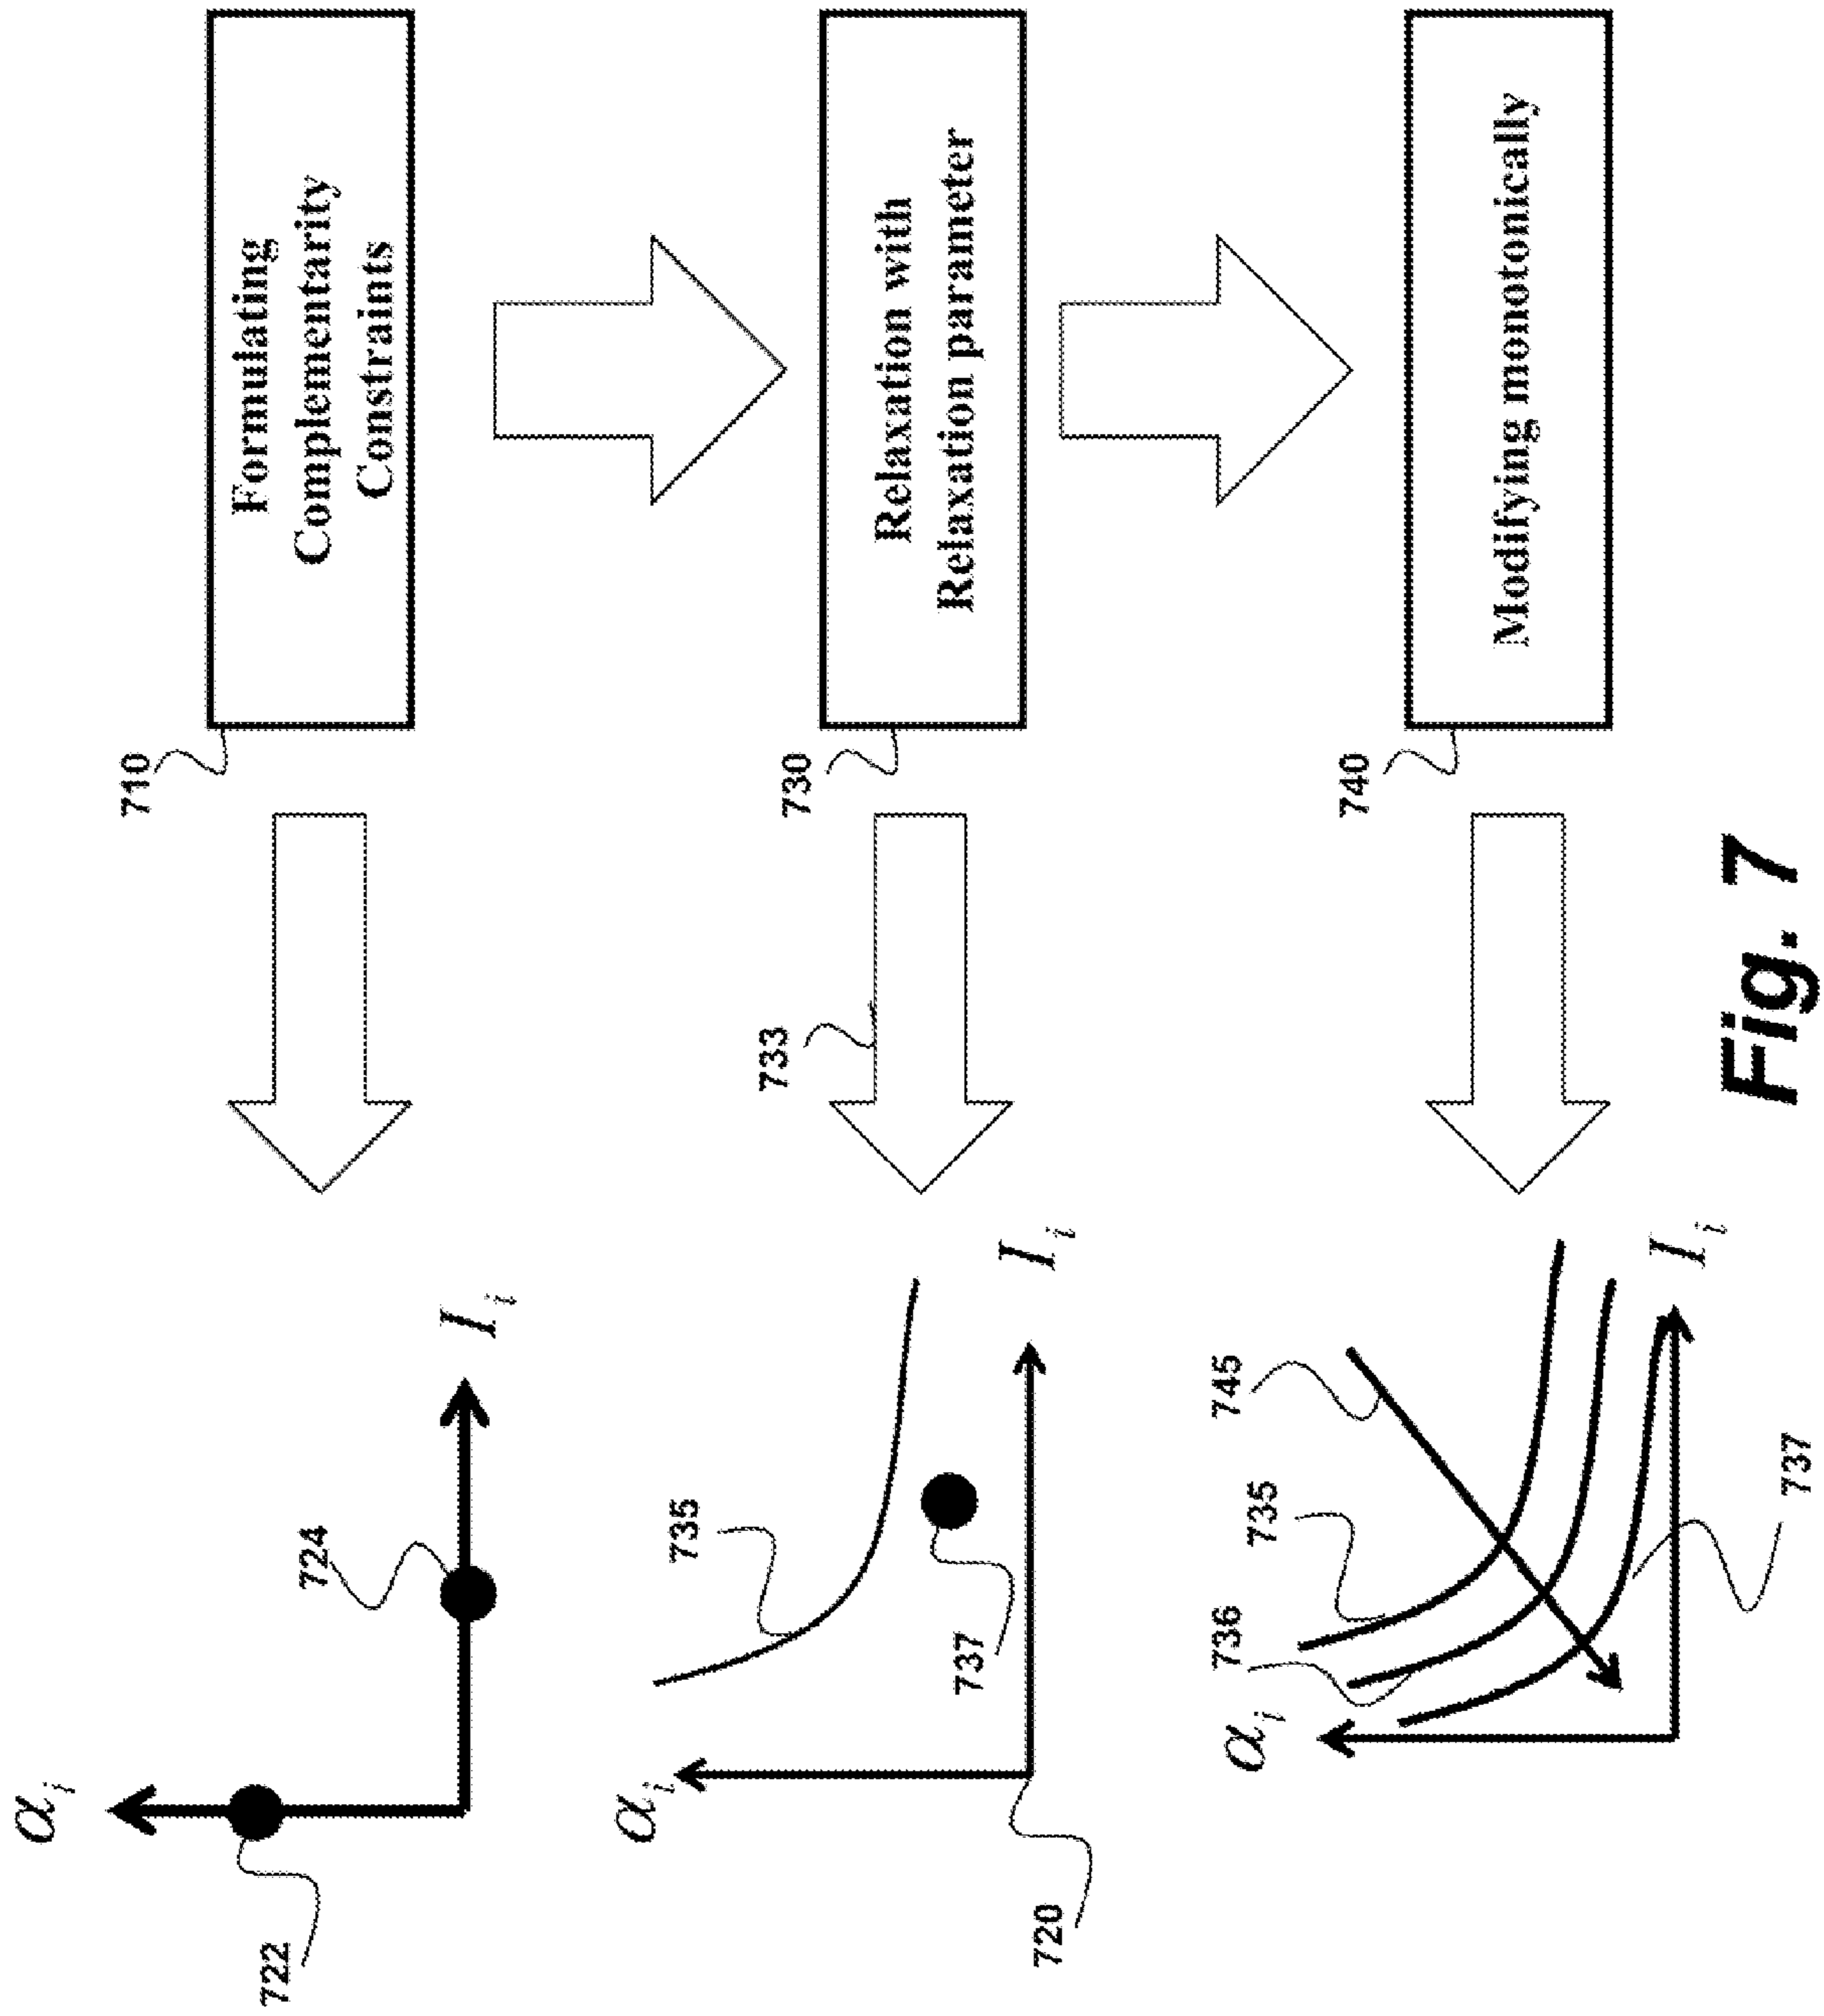 αi
722
724
Ii
710
Formulating
Complementarity
Constraints
αi
735
733
730
Relaxation with
Relaxation parameter
737
Ii
720
αi
736
735
745
740
Modifying monotonically
Ii
737
Fig. 7